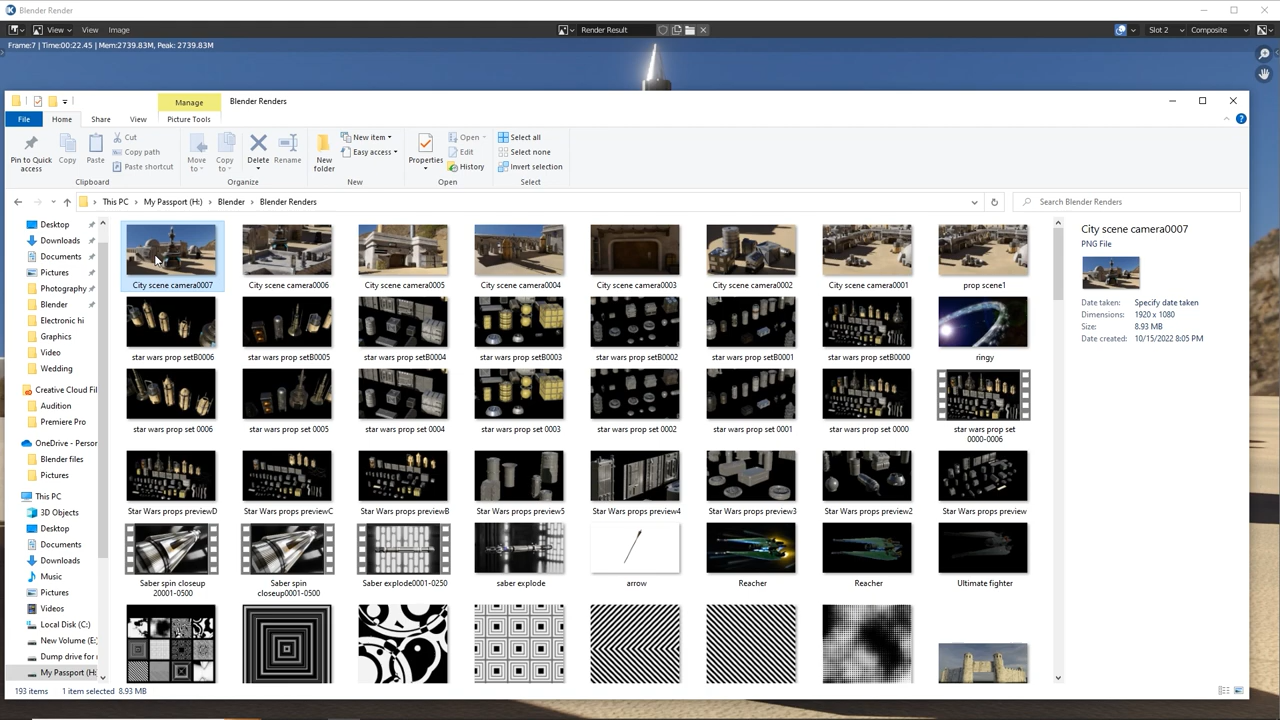 Blender Render
View View Image Render Result Slot 2 Composite
Frame:7 | Time:00:22.45 | Mem:2739.83M, Peak: 2739.83M
Manage Blender Renders
File Home Share View Picture Tools
Pin to Quick access
Copy
Paste
Cut
Copy path
Paste shortcut
Clipboard
Move to
Copy to
Delete
Rename
Organize
New folder
New item
Easy access
New
Properties
Open
Edit
History
Open
Select all
Select none
Invert selection
Select
This PC > My Passport (H:) > Blender > Blender Renders
Search Blender Renders
Desktop
Downloads
Documents
Pictures
Photography
Blender
Electronic hi
Graphics
Video
Wedding
Creative Cloud Fil
Audition
Premiere Pro
OneDrive - Person
Blender files
Pictures
This PC
3D Objects
Desktop
Documents
Downloads
Music
Pictures
Videos
Local Disk (C:)
New Volume (E:
Dump drive for
My Passport (H:
City scene camera0007 City scene camera0006 City scene camera0005 City scene camera0004 City scene camera0003 City scene camera0002 City scene camera0001 prop scene1
star wars prop setB0006 star wars prop setB0005 star wars prop setB0004 star wars prop setB0003 star wars prop setB0002 star wars prop setB0001 star wars prop setB0000 ringy
star wars prop set 0006 star wars prop set 0005 star wars prop set 0004 star wars prop set 0003 star wars prop set 0002 star wars prop set 0001 star wars prop set 0000 star wars prop set
0000-0006
Star Wars props previewD Star Wars props previewC Star Wars props previewB Star Wars props preview5 Star Wars props preview4 Star Wars props preview3 Star Wars props preview2 Star Wars props preview
Saber spin closeup Saber spin Saber explode0001-0250 saber explode arrow Reacher Reacher Ultimate fighter
20001-0500 closeup0001-0500
City scene camera0007
PNG File
Date taken: Specify date taken
Dimensions: 1920 x 1080
Size: 8.93 MB
Date created: 10/15/2022 8:05 PM
193 items 1 item selected 8.93 MB